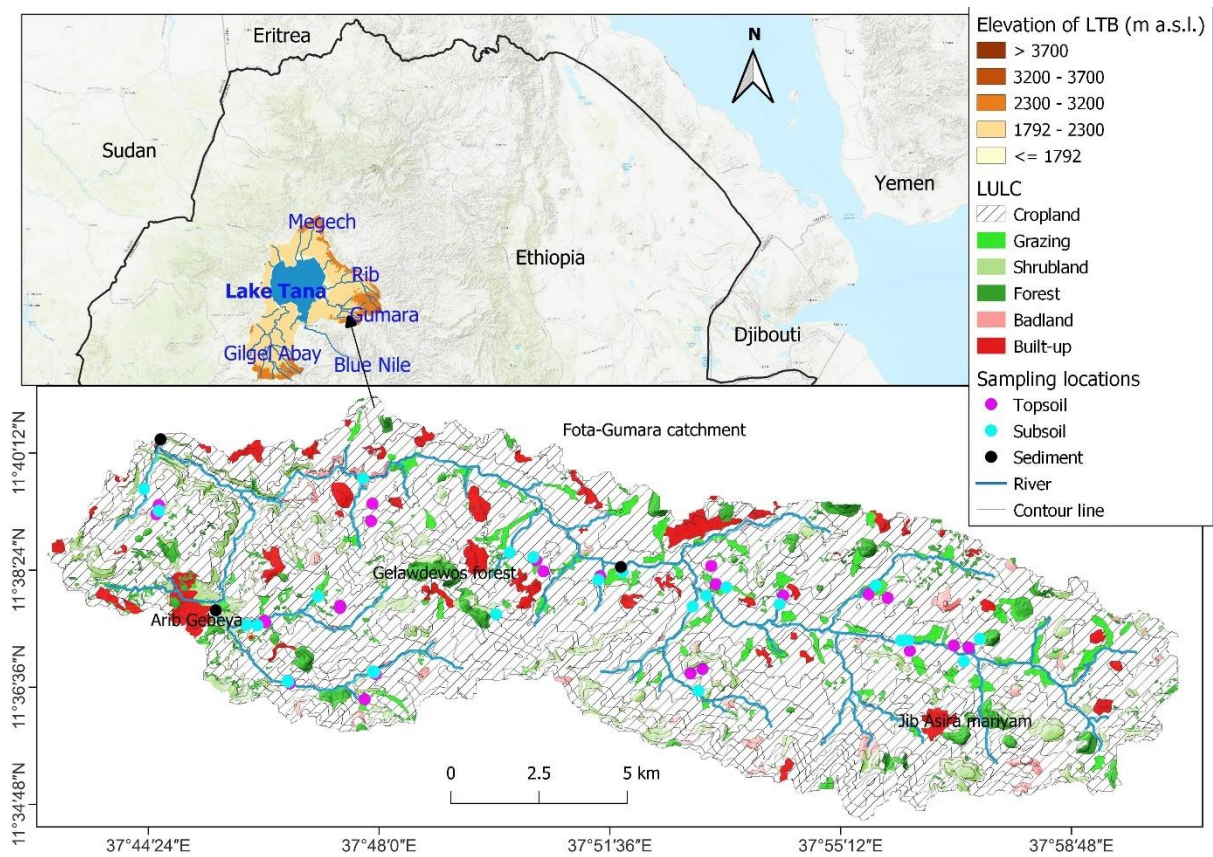 Eritrea
N
Sudan
Yemen
Megech
Ethiopia
Rib
Lake Tana
Gumara
Djibouti
Gilgel Abay
Blue Nile
Elevation of LTB (m a.s.l.)
> 3700
3200 - 3700
2300 - 3200
1792 - 2300
<= 1792
LULC
Cropland
Grazing
Shrubland
Forest
Badland
Built-up
Sampling locations
Topsoil
Subsoil
Sediment
River
Contour line
Fota-Gumara catchment
Gelawdewos forest
Arib Gebeya
Jib Asira mariyam
0 2.5 5 km
11°40'12"N
11°38'24"N
11°36'36"N
11°34'48"N
37°44'24"E 37°48'0"E 37°51'36"E 37°55'12"E 37°58'48"E